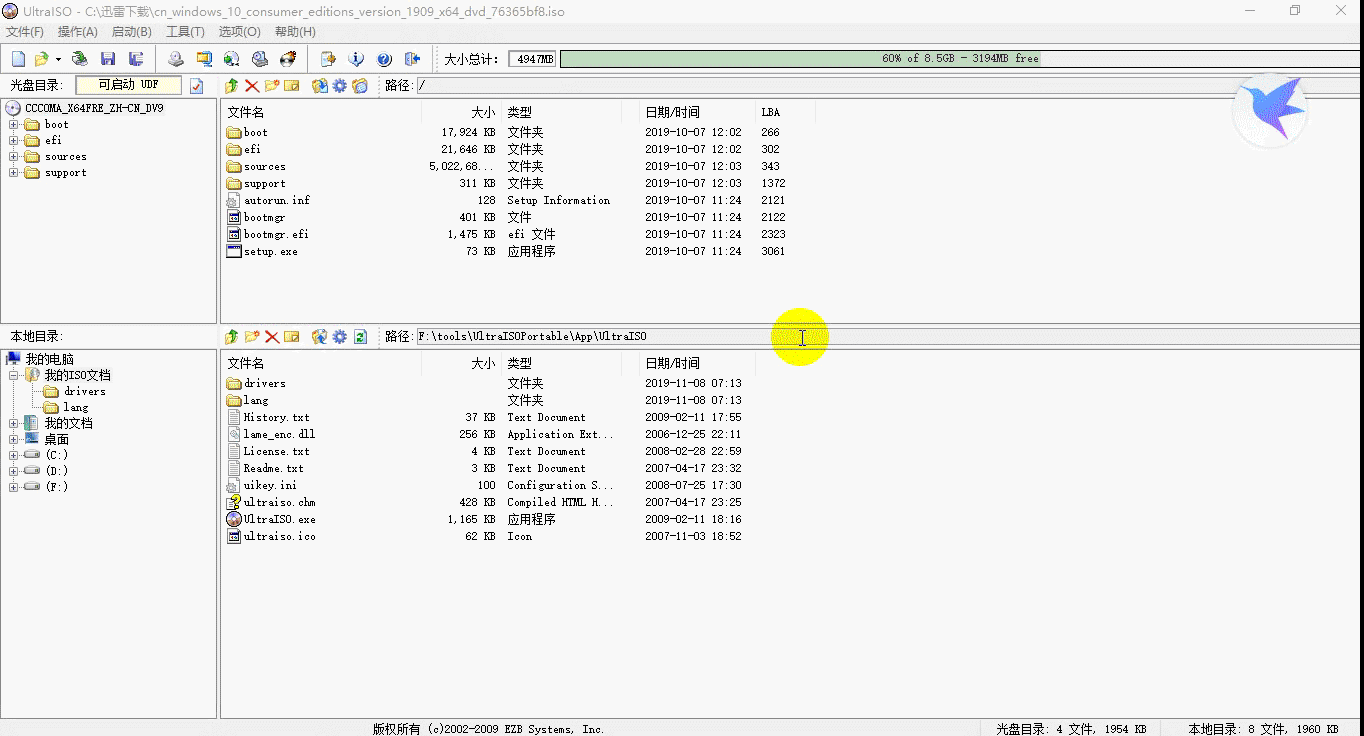 UltraISO - C:\迅雷下载\cn_windows_10_consumer_editions_version_1909_x64_dvd_76365bf8.iso
文件(F) 操作(A) 启动(B) 工具(T) 选项(O) 帮助(H)
大小总计: 4947MB 60% of 8.5GB - 3194MB free
光盘目录: 可启动 UDF 路径: /
CCCOMA_X64FRE_ZH-CN_DV9
boot
efi
sources
support
文件名 大小 类型 日期/时间 LBA
boot 17,924 KB 文件夹 2019-10-07 12:02 266
efi 21,646 KB 文件夹 2019-10-07 12:02 302
sources 5,022,68... 文件夹 2019-10-07 12:03 343
support 311 KB 文件夹 2019-10-07 12:03 1372
autorun.inf 128 Setup Information 2019-10-07 11:24 2121
bootmgr 401 KB 文件 2019-10-07 11:24 2122
bootmgr.efi 1,475 KB efi 文件 2019-10-07 11:24 2323
setup.exe 73 KB 应用程序 2019-10-07 11:24 3061
本地目录: 路径: F:\tools\UltraISOPortable\App\UltraISO
我的电脑
我的ISO文档
drivers
lang
我的文档
桌面
(C:)
(D:)
(F:)
文件名 大小 类型 日期/时间
drivers 文件夹 2019-11-08 07:13
lang 文件夹 2019-11-08 07:13
History.txt 37 KB Text Document 2009-02-11 17:55
lame_enc.dll 256 KB Application Ext... 2006-12-25 22:11
License.txt 4 KB Text Document 2008-02-28 22:59
Readme.txt 3 KB Text Document 2007-04-17 23:32
uikey.ini 100 Configuration S... 2008-07-25 17:30
ultraiso.chm 428 KB Compiled HTML H... 2007-04-17 23:25
UltraISO.exe 1,165 KB 应用程序 2009-02-11 18:16
ultraiso.ico 62 KB Icon 2007-11-03 18:52
版权所有 (c)2002-2009 EZB Systems, Inc. 光盘目录: 4 文件, 1954 KB 本地目录: 8 文件, 1960 KB